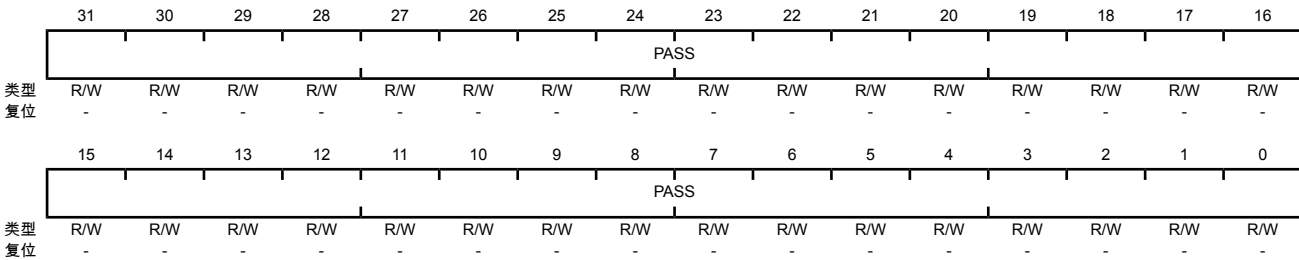 31 30 29 28 27 26 25 24 23 22 21 20 19 18 17 16
PASS
类型 R/W R/W R/W R/W R/W R/W R/W R/W R/W R/W R/W R/W R/W R/W R/W R/W
复位 - - - - - - - - - - - - - - - -
15 14 13 12 11 10 9 8 7 6 5 4 3 2 1 0
PASS
类型 R/W R/W R/W R/W R/W R/W R/W R/W R/W R/W R/W R/W R/W R/W R/W R/W
复位 - - - - - - - - - - - - - - - -